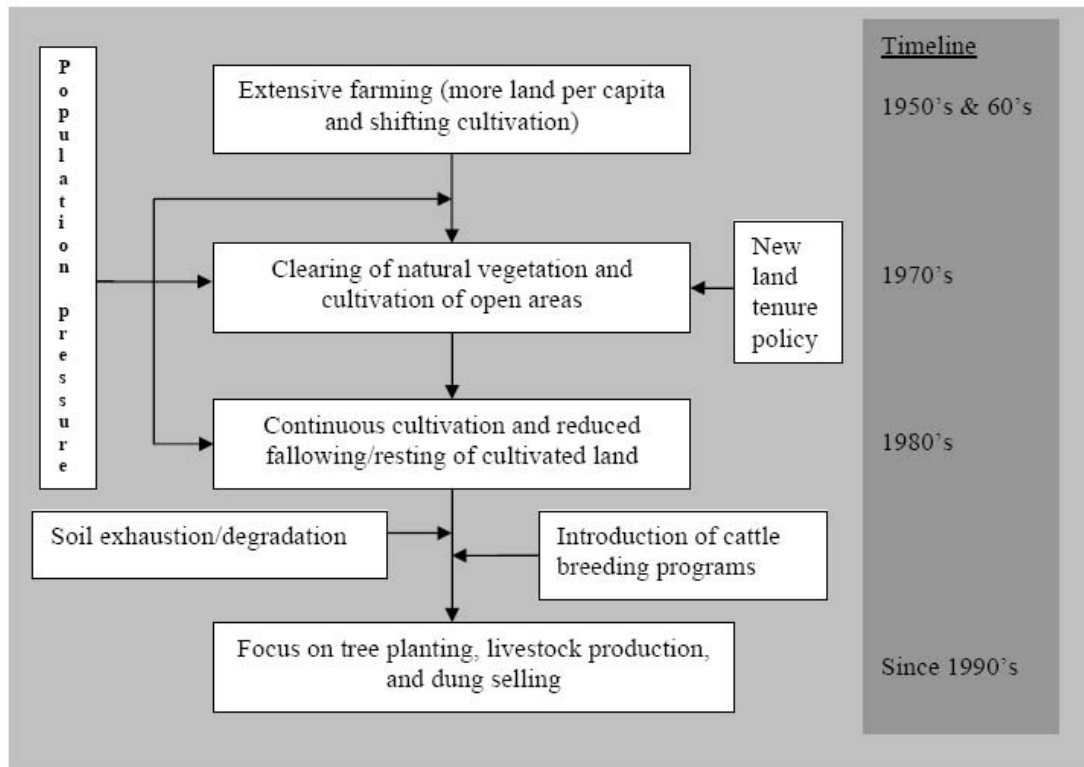 Population pressure
Timeline
Extensive farming (more land per capita
and shifting cultivation)
1950’s & 60’s
Clearing of natural vegetation and
cultivation of open areas
New
land
tenure
policy
1970’s
Continuous cultivation and reduced
fallowing/resting of cultivated land
1980’s
Soil exhaustion/degradation
Introduction of cattle
breeding programs
Focus on tree planting, livestock production,
and dung selling
Since 1990’s